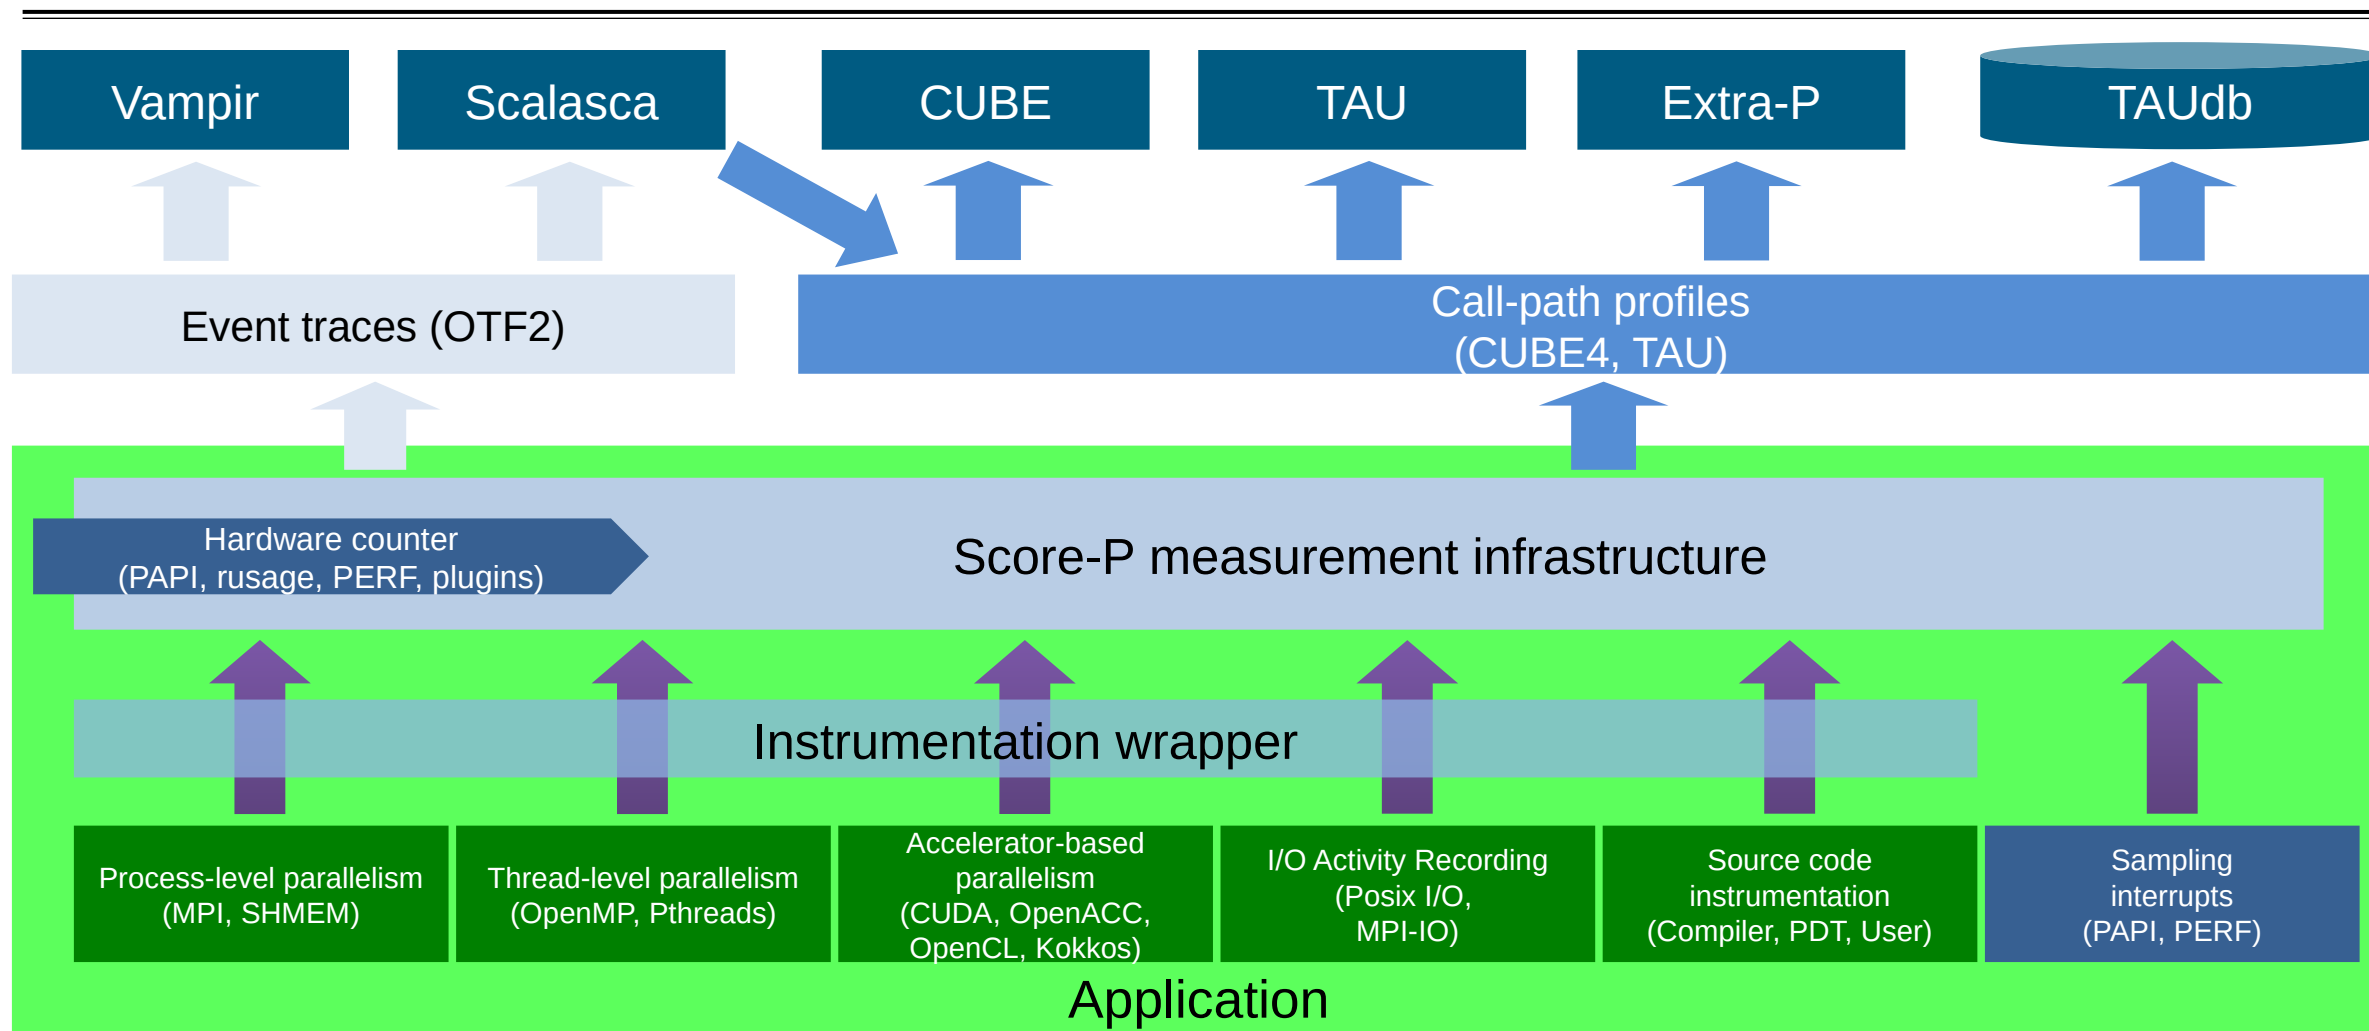 Vampir
Scalasca
CUBE
TAU
Extra-P
TAUdb
Event traces (OTF2)
Call-path profiles
(CUBE4, TAU)
Hardware counter
(PAPI, rusage, PERF, plugins)
Score-P measurement infrastructure
Instrumentation wrapper
Process-level parallelism
(MPI, SHMEM)
Thread-level parallelism
(OpenMP, Pthreads)
Accelerator-based
parallelism
(CUDA, OpenACC,
OpenCL, Kokkos)
I/O Activity Recording
(Posix I/O,
MPI-IO)
Source code
instrumentation
(Compiler, PDT, User)
Sampling
interrupts
(PAPI, PERF)
Application